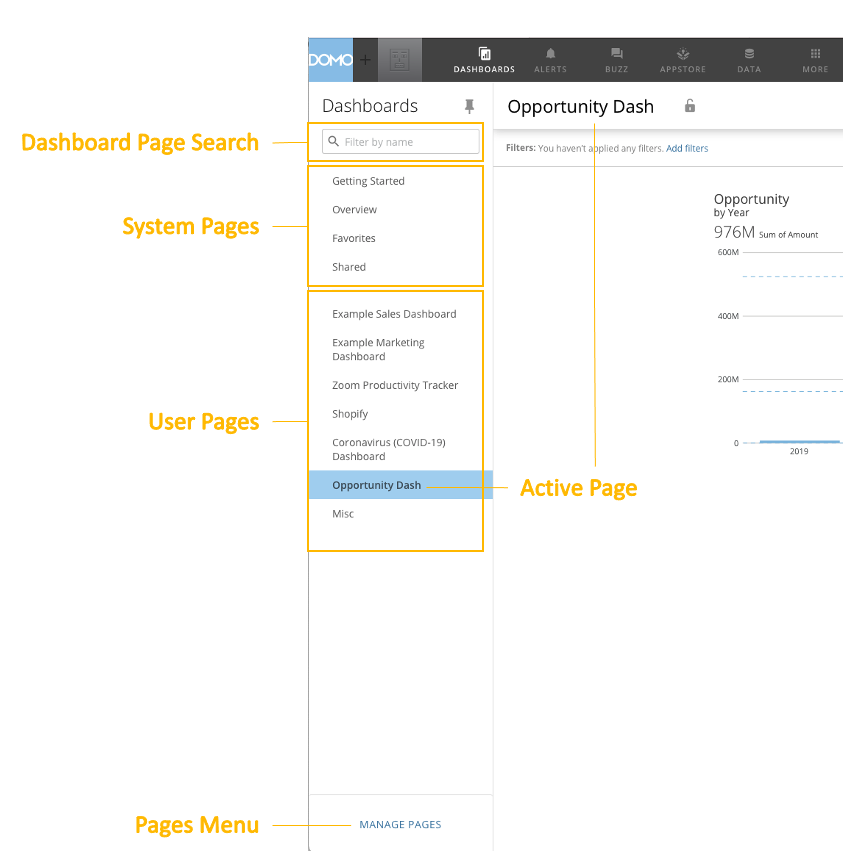 DOMO
+
DASHBOARDS
ALERTS
BUZZ
APPSTORE
DATA
MORE
Dashboards
Opportunity Dash
Dashboard Page Search
Filter by name
Filters: You haven't applied any filters. Add filters
System Pages
Getting Started
Overview
Favorites
Shared
Opportunity
by Year
976M Sum of Amount
600M
400M
200M
0
2019
User Pages
Example Sales Dashboard
Example Marketing
Dashboard
Zoom Productivity Tracker
Shopify
Coronavirus (COVID-19)
Dashboard
Opportunity Dash
Misc
Active Page
Pages Menu
MANAGE PAGES